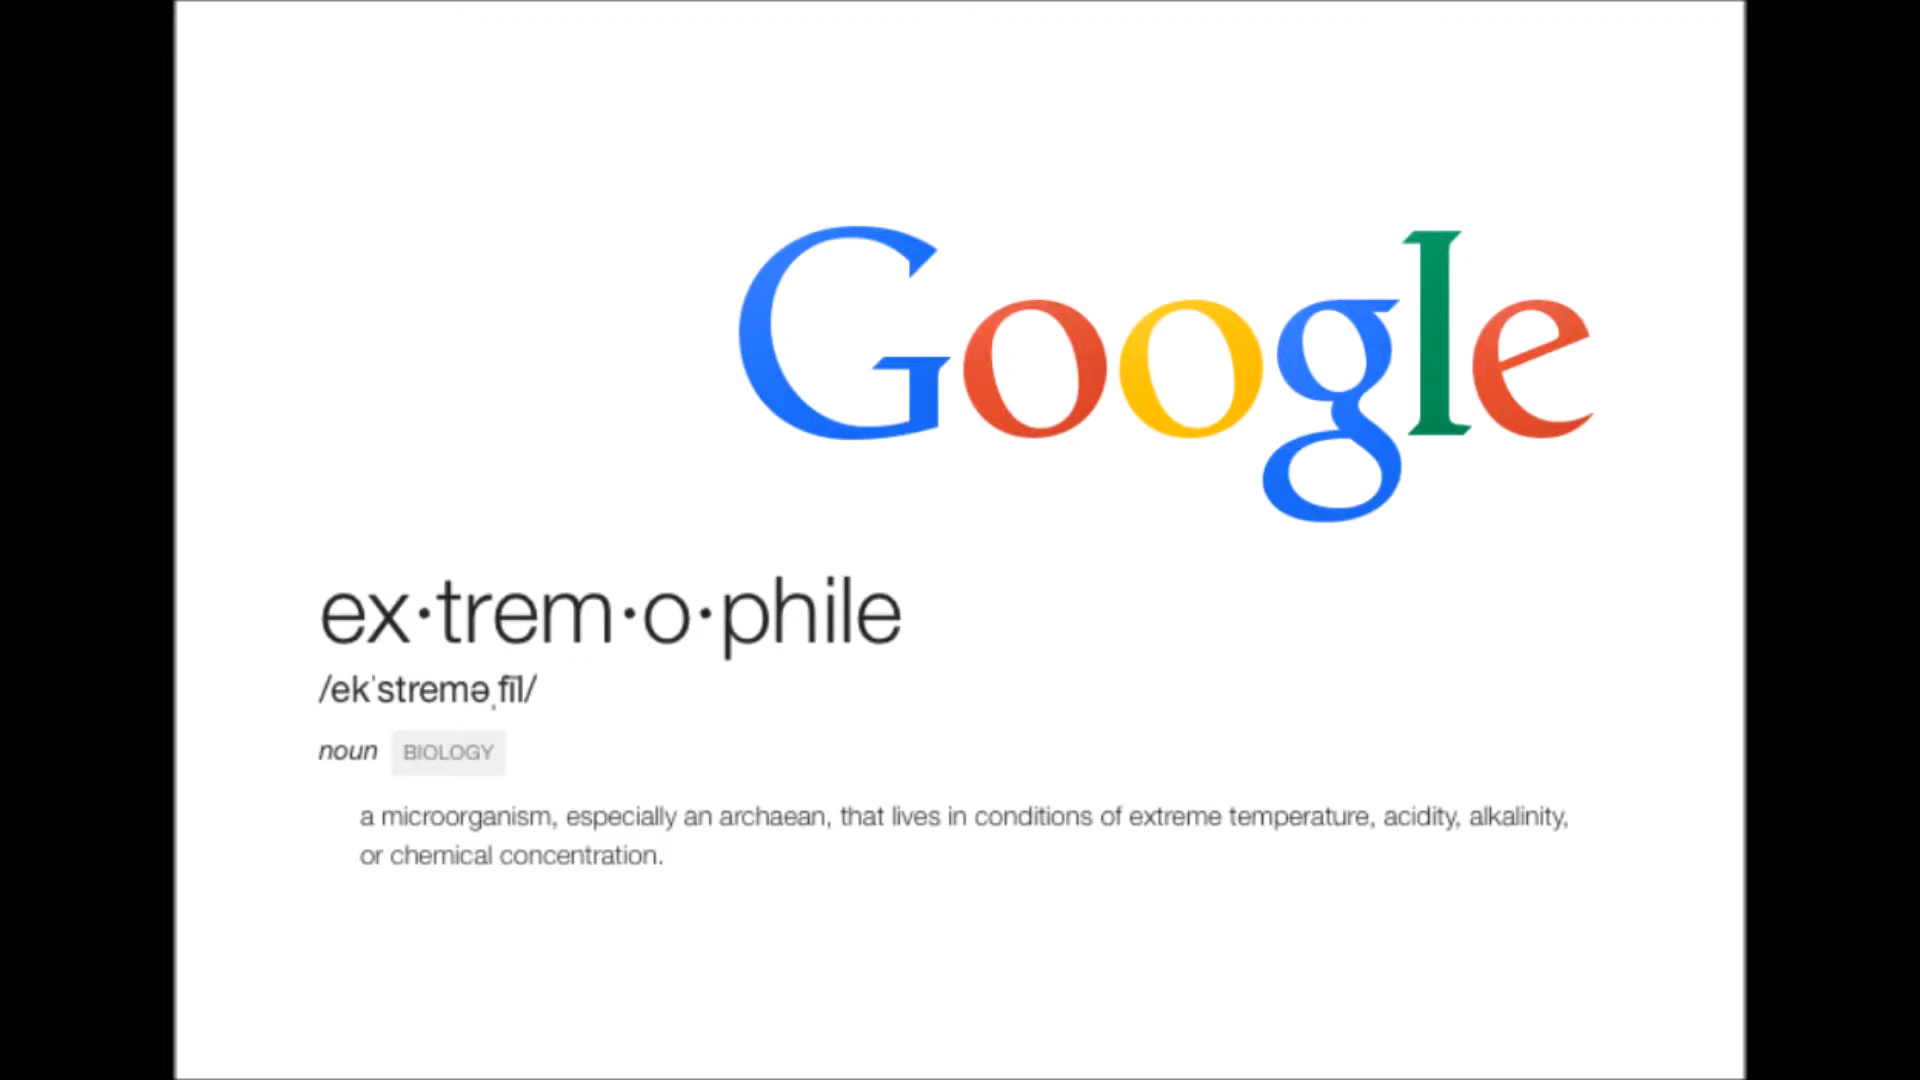 Google
ex·trem·o·phile
/ekˈstreməˌfīl/
noun BIOLOGY
a microorganism, especially an archaean, that lives in conditions of extreme temperature, acidity, alkalinity,
or chemical concentration.